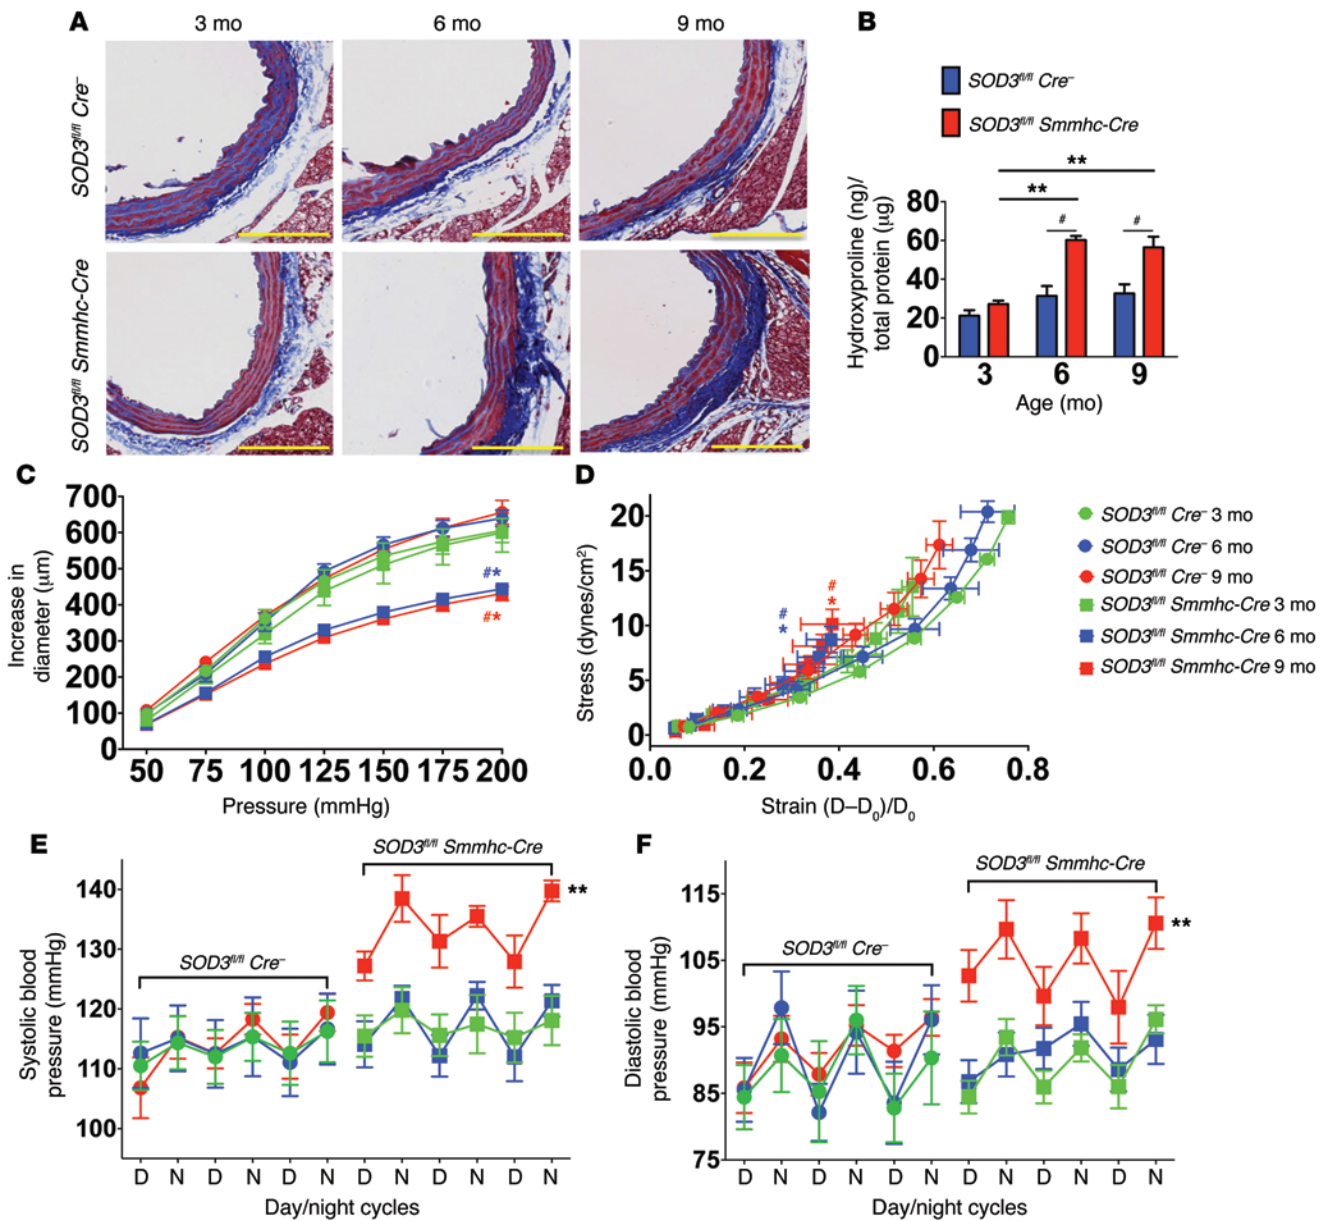 A
3 mo
6 mo
9 mo
SOD3fl/fl Cre–
SOD3fl/fl Smmhc-Cre
B
SOD3fl/fl Cre–
SOD3fl/fl Smmhc-Cre
**
**
#
#
Hydroxyproline (ng)/
total protein (µg)
80
60
40
20
0
3 6 9
Age (mo)
C
Increase in
diameter (µm)
700
600
500
400
300
200
100
0
#*
#*
50 75 100 125 150 175 200
Pressure (mmHg)
D
Stress (dynes/cm²)
20
15
10
5
0
#
*
#
*
0.0 0.2 0.4 0.6 0.8
Strain (D–D₀)/D₀
SOD3fl/fl Cre– 3 mo
SOD3fl/fl Cre– 6 mo
SOD3fl/fl Cre– 9 mo
SOD3fl/fl Smmhc-Cre 3 mo
SOD3fl/fl Smmhc-Cre 6 mo
SOD3fl/fl Smmhc-Cre 9 mo
E
SOD3fl/fl Smmhc-Cre
**
SOD3fl/fl Cre–
Systolic blood
pressure (mmHg)
140
130
120
110
100
D N D N D N D N D N D N
Day/night cycles
F
SOD3fl/fl Smmhc-Cre
**
SOD3fl/fl Cre–
Diastolic blood
pressure (mmHg)
115
105
95
85
75
D N D N D N D N D N D N
Day/night cycles